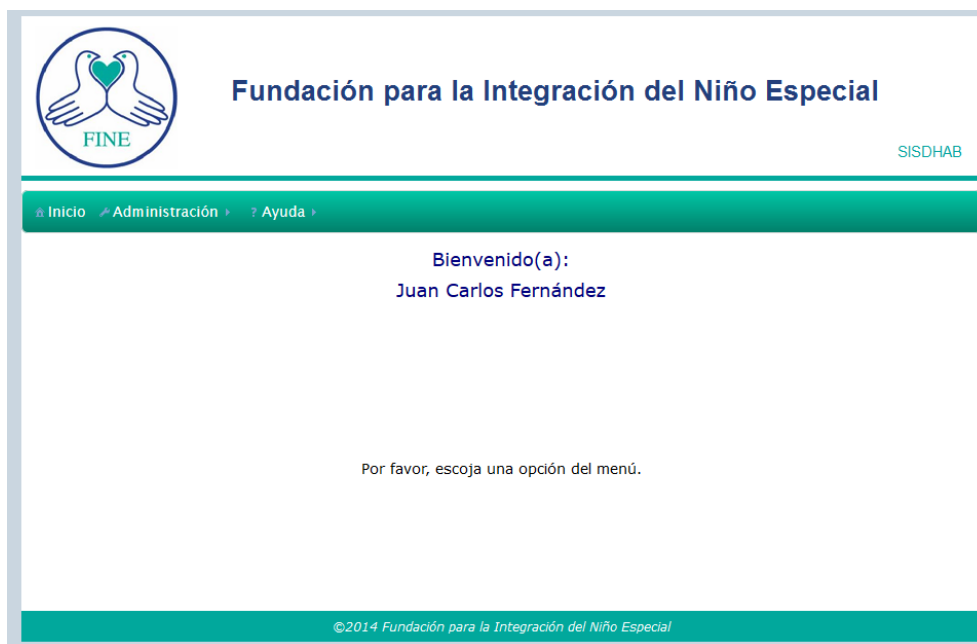 FINE
Fundación para la Integración del Niño Especial
SISDHAB
Inicio Administración ? Ayuda
Bienvenido(a):
Juan Carlos Fernández
Por favor, escoja una opción del menú.
©2014 Fundación para la Integración del Niño Especial